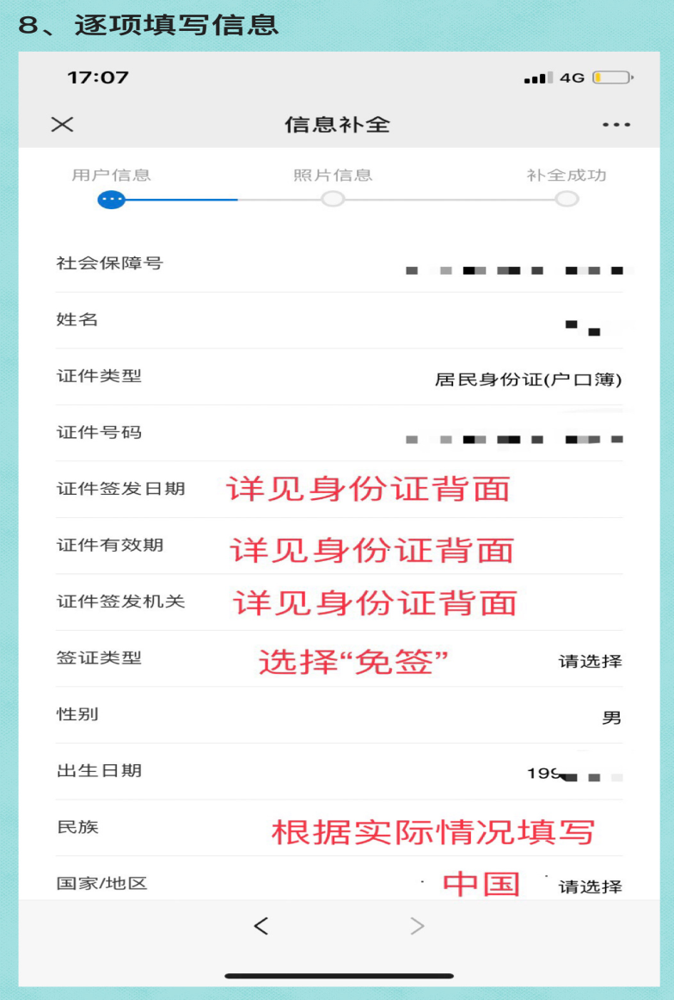 8、逐项填写信息
17:07 4G
信息补全
用户信息 照片信息 补全成功
社会保障号
姓名
证件类型 居民身份证(户口簿)
证件号码
证件签发日期 详见身份证背面
证件有效期 详见身份证背面
证件签发机关 详见身份证背面
签证类型 选择“免签” 请选择
性别 男
出生日期 199
民族 根据实际情况填写
国家/地区 中国 请选择